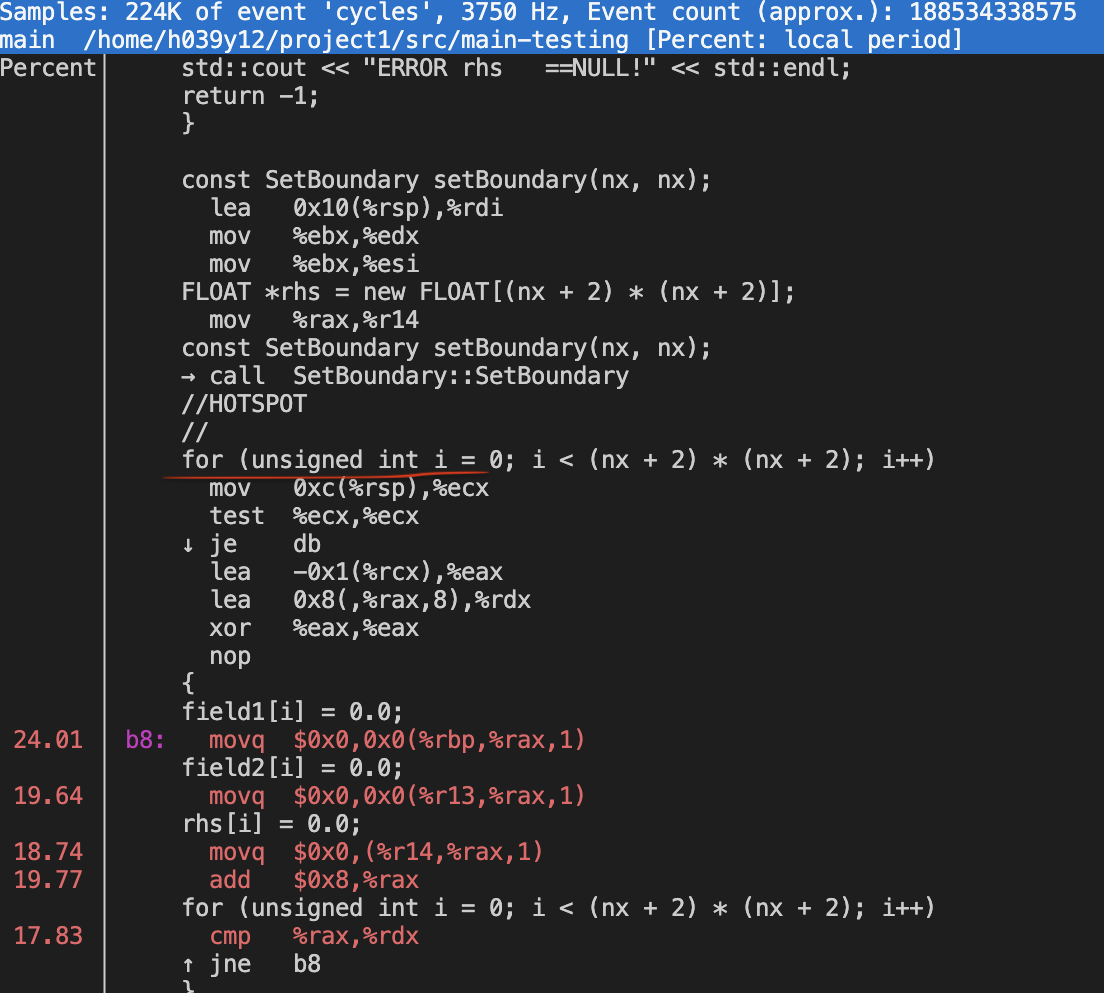 Samples: 224K of event 'cycles', 3750 Hz, Event count (approx.): 188534338575
main  /home/h039y12/project1/src/main-testing [Percent: local period]
Percent      std::cout << "ERROR rhs   ==NULL!" << std::endl;
             return -1;
             }

             const SetBoundary setBoundary(nx, nx);
               lea   0x10(%rsp),%rdi
               mov   %ebx,%edx
               mov   %ebx,%esi
             FLOAT *rhs = new FLOAT[(nx + 2) * (nx + 2)];
               mov   %rax,%r14
             const SetBoundary setBoundary(nx, nx);
             → call  SetBoundary::SetBoundary
             //HOTSPOT
             //
             for (unsigned int i = 0; i < (nx + 2) * (nx + 2); i++)
               mov   0xc(%rsp),%ecx
               test  %ecx,%ecx
             ↓ je    db
               lea   -0x1(%rcx),%eax
               lea   0x8(,%rax,8),%rdx
               xor   %eax,%eax
               nop
             {
             field1[i] = 0.0;
 24.01   b8:   movq  $0x0,0x0(%rbp,%rax,1)
             field2[i] = 0.0;
 19.64         movq  $0x0,0x0(%r13,%rax,1)
             rhs[i] = 0.0;
 18.74         movq  $0x0,(%r14,%rax,1)
 19.77         add   $0x8,%rax
             for (unsigned int i = 0; i < (nx + 2) * (nx + 2); i++)
 17.83         cmp   %rax,%rdx
             ↑ jne   b8
             }